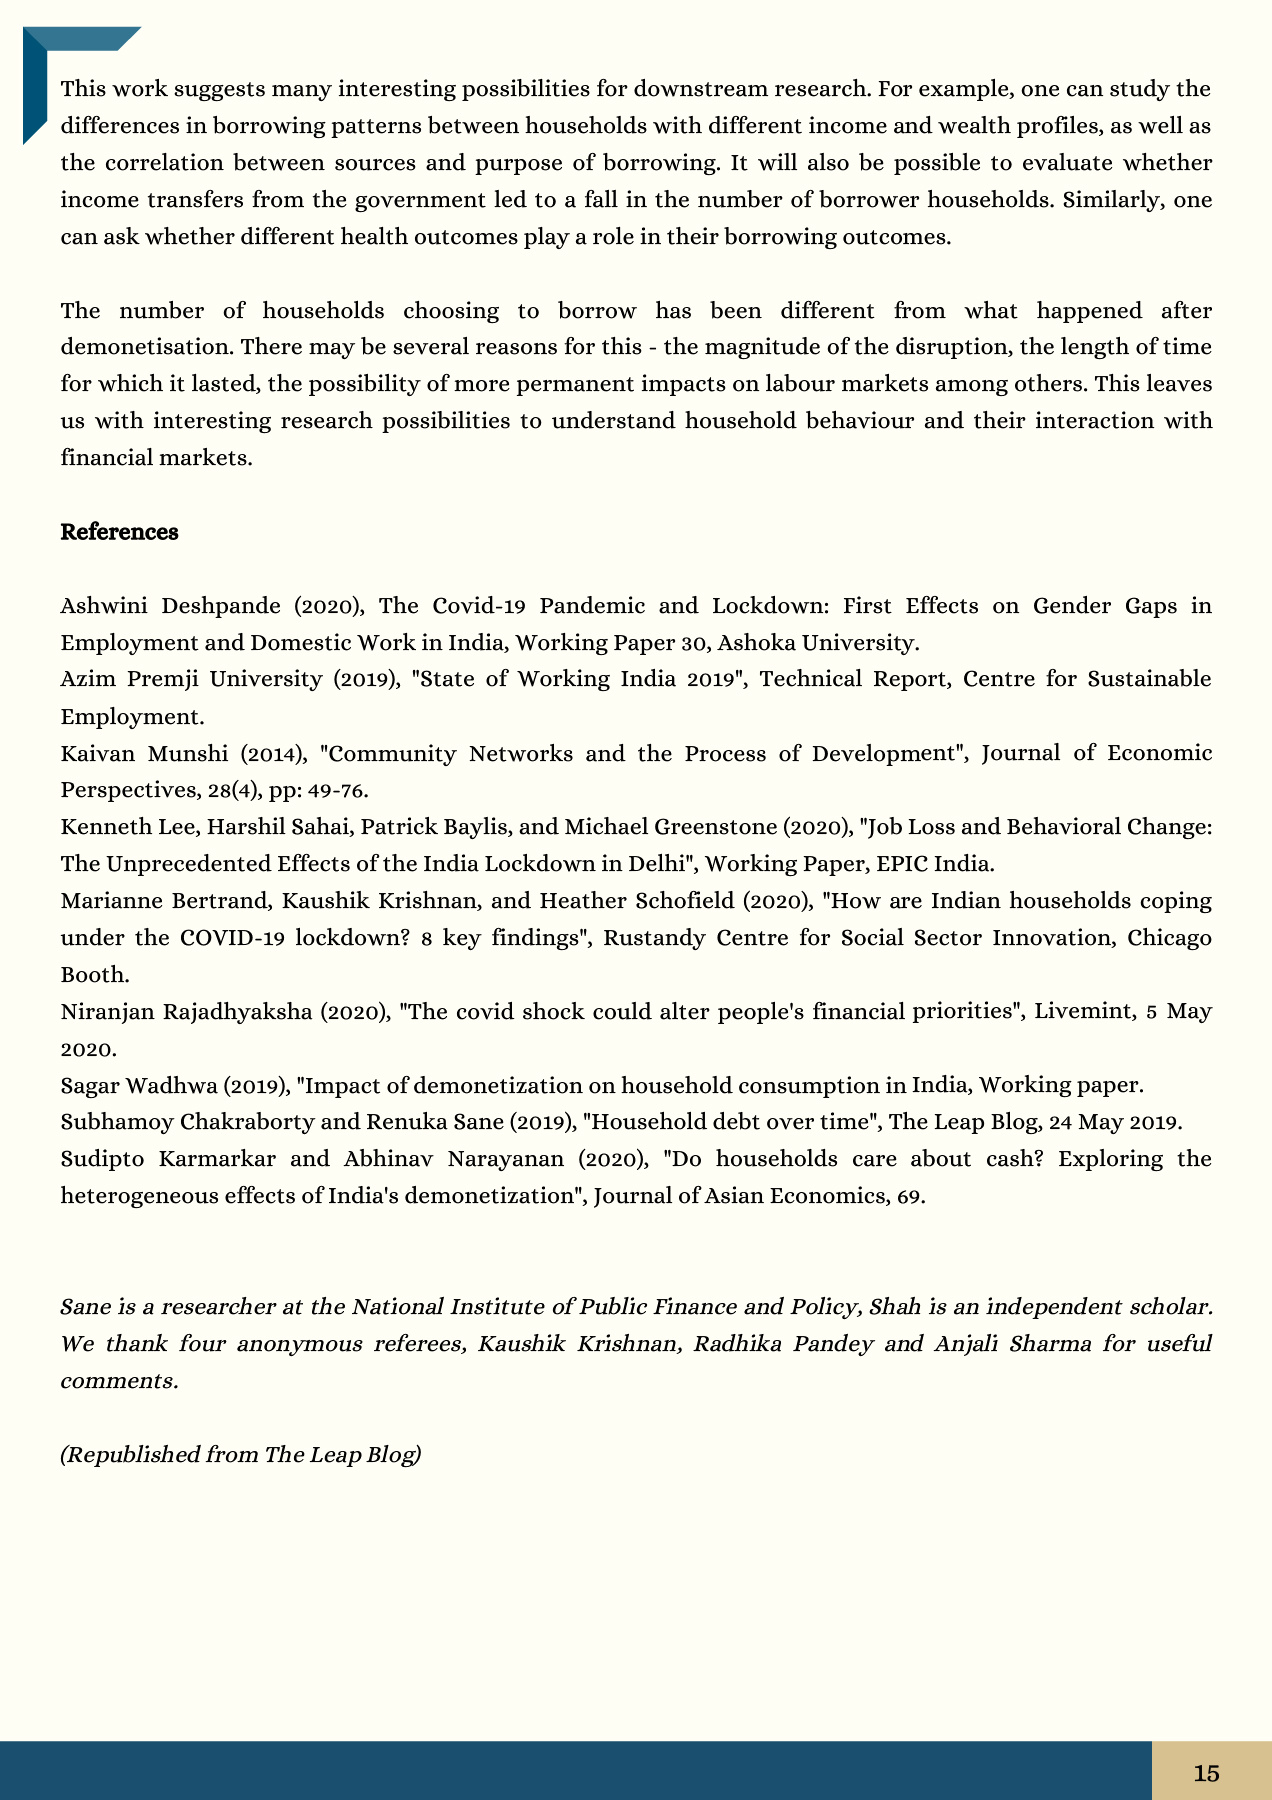 This work suggests many interesting possibilities for downstream research. For example, one can study the
differences in borrowing patterns between households with different income and wealth profiles, as well as
the correlation between sources and purpose of borrowing. It will also be possible to evaluate whether
income transfers from the government led to a fall in the number of borrower households. Similarly, one
can ask whether different health outcomes play a role in their borrowing outcomes.
The number of households choosing to borrow has been different from what happened after
demonetisation. There may be several reasons for this - the magnitude of the disruption, the length of time
for which it lasted, the possibility of more permanent impacts on labour markets among others. This leaves
us with interesting research possibilities to understand household behaviour and their interaction with
financial markets.
References
Ashwini Deshpande (2020), The Covid-19 Pandemic and Lockdown: First Effects on Gender Gaps in
Employment and Domestic Work in India, Working Paper 30, Ashoka University.
Azim Premji University (2019), "State of Working India 2019", Technical Report, Centre for Sustainable
Employment.
Kaivan Munshi (2014), "Community Networks and the Process of Development", Journal of Economic
Perspectives, 28(4), pp: 49-76.
Kenneth Lee, Harshil Sahai, Patrick Baylis, and Michael Greenstone (2020), "Job Loss and Behavioral Change:
The Unprecedented Effects of the India Lockdown in Delhi", Working Paper, EPIC India.
Marianne Bertrand, Kaushik Krishnan, and Heather Schofield (2020), "How are Indian households coping
under the COVID-19 lockdown? 8 key findings", Rustandy Centre for Social Sector Innovation, Chicago
Booth.
Niranjan Rajadhyaksha (2020), "The covid shock could alter people's financial priorities", Livemint, 5 May
2020.
Sagar Wadhwa (2019), "Impact of demonetization on household consumption in India, Working paper.
Subhamoy Chakraborty and Renuka Sane (2019), "Household debt over time", The Leap Blog, 24 May 2019.
Sudipto Karmarkar and Abhinav Narayanan (2020), "Do households care about cash? Exploring the
heterogeneous effects of India's demonetization", Journal of Asian Economics, 69.
Sane is a researcher at the National Institute of Public Finance and Policy, Shah is an independent scholar.
We thank four anonymous referees, Kaushik Krishnan, Radhika Pandey and Anjali Sharma for useful
comments.
(Republished from The Leap Blog)
15